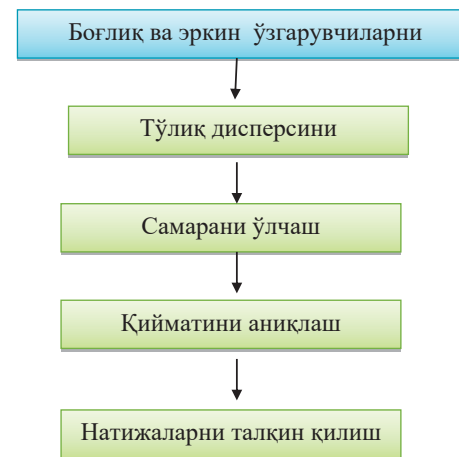 Боғлиқ ва эркин ўзгарувчиларни
Тўлиқ дисперсини
Самарани ўлчаш
Қийматини аниқлаш
Натижаларни талқин қилиш